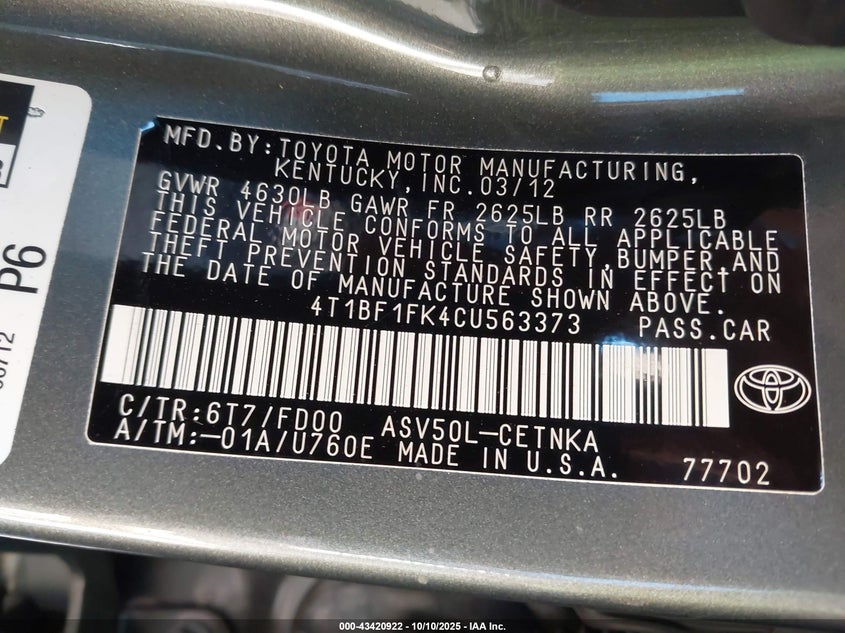 MFD.BY:TOYOTA MOTOR MANUFACTURING,
KENTUCKY,INC.03/12
GVWR 4630LB GAWR FR 2625LB RR 2625LB
THIS VEHICLE CONFORMS TO ALL APPLICABLE
FEDERAL MOTOR VEHICLE SAFETY,BUMPER,AND
THEFT PREVENTION STANDARDS IN EFFECT ON
THE DATE OF MANUFACTURE SHOWN ABOVE.
4T1BF1FK4CU563373 PASS.CAR
C/TR:6T7/FD00 ASV50L-CETNKA
A/TM:-01A/U760E MADE IN U.S.A. 77702
P6
000-43420922 - 10/10/2025 - IAA Inc.